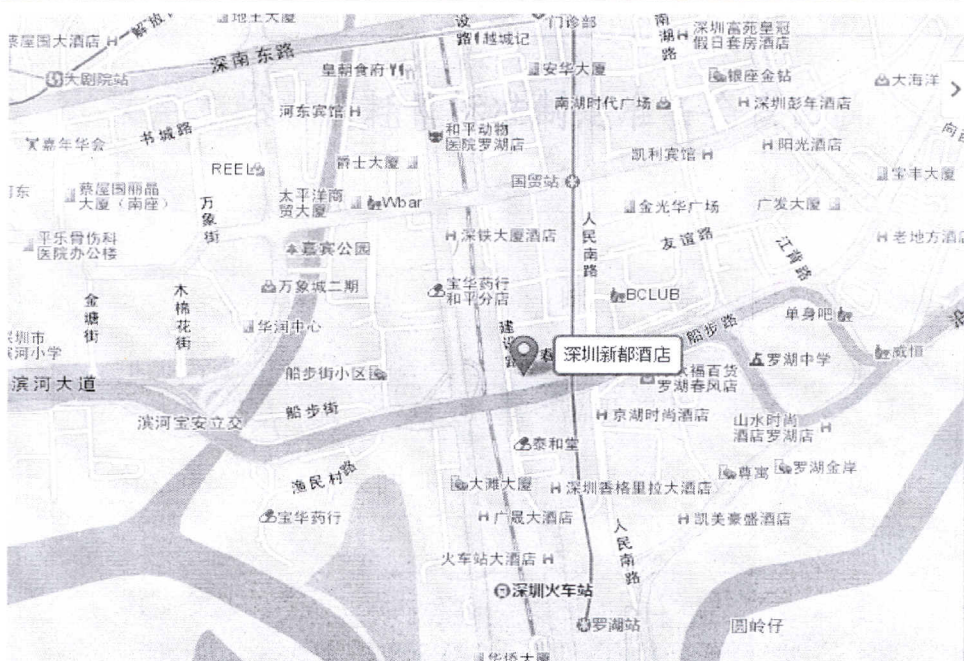 地王大厦
蔡屋围大酒店
解放
深南东路
大剧院站
皇朝食府
设
路
越城记
门诊部
南
湖
路
深圳富苑皇冠
假日套房酒店
安华大厦
银座金钻
大海洋
南湖时代广场
深圳彭年酒店
河东宾馆
书城路
嘉年华会
和平动物
医院罗湖店
REEL
爵士大厦
凯利宾馆
阳光酒店
向
宝丰大厦
国贸站
河东
蔡屋围丽晶
大厦（南座）
万
象
街
太平洋商
贸大厦
Wbar
金光华广场
广发大厦
平乐骨伤科
医院办公楼
深铁大厦酒店
人
民
南
路
友谊路
江背路
老地方酒店
嘉宾公园
万象城二期
宝华药行
和平分店
BCLUB
金
塘
街
木
棉
花
街
华润中心
建
设
路
深圳新都酒店
船步路
单身吧
威恒
深圳市
滨河小学
滨河大道
船步街小区
船步街
滨河宝安立交
福百货
罗湖春风店
罗湖中学
京湖时尚酒店
山水时尚
酒店罗湖店
泰和堂
渔民村路
大滩大厦
深圳香格里拉大酒店
尊寓
罗湖金岸
宝华药行
广晟大酒店
凯美豪盛酒店
火车站大酒店
人
民
南
路
深圳火车站
罗湖站
圆岭仔
华侨大厦